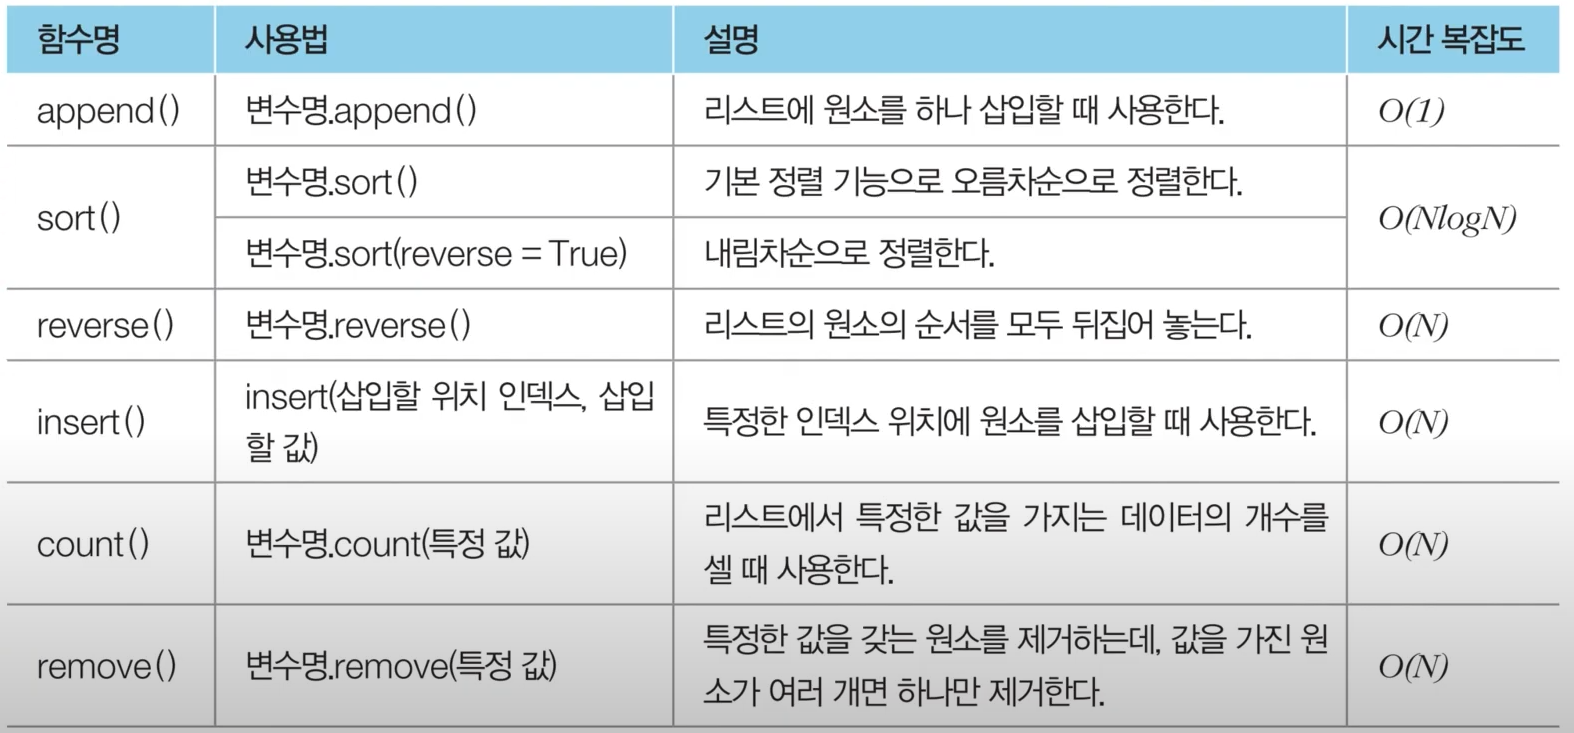 함수명 사용법 설명 시간 복잡도
append() 변수명.append() 리스트에 원소를 하나 삽입할 때 사용한다. O(1)
sort() 변수명.sort() 기본 정렬 기능으로 오름차순으로 정렬한다. O(NlogN)
변수명.sort(reverse = True) 내림차순으로 정렬한다.
reverse() 변수명.reverse() 리스트의 원소의 순서를 모두 뒤집어 놓는다. O(N)
insert() insert(삽입할 위치 인덱스, 삽입
할 값) 특정한 인덱스 위치에 원소를 삽입할 때 사용한다. O(N)
count() 변수명.count(특정 값) 리스트에서 특정한 값을 가지는 데이터의 개수를
셀 때 사용한다. O(N)
remove() 변수명.remove(특정 값) 특정한 값을 갖는 원소를 제거하는데, 값을 가진 원
소가 여러 개면 하나만 제거한다. O(N)